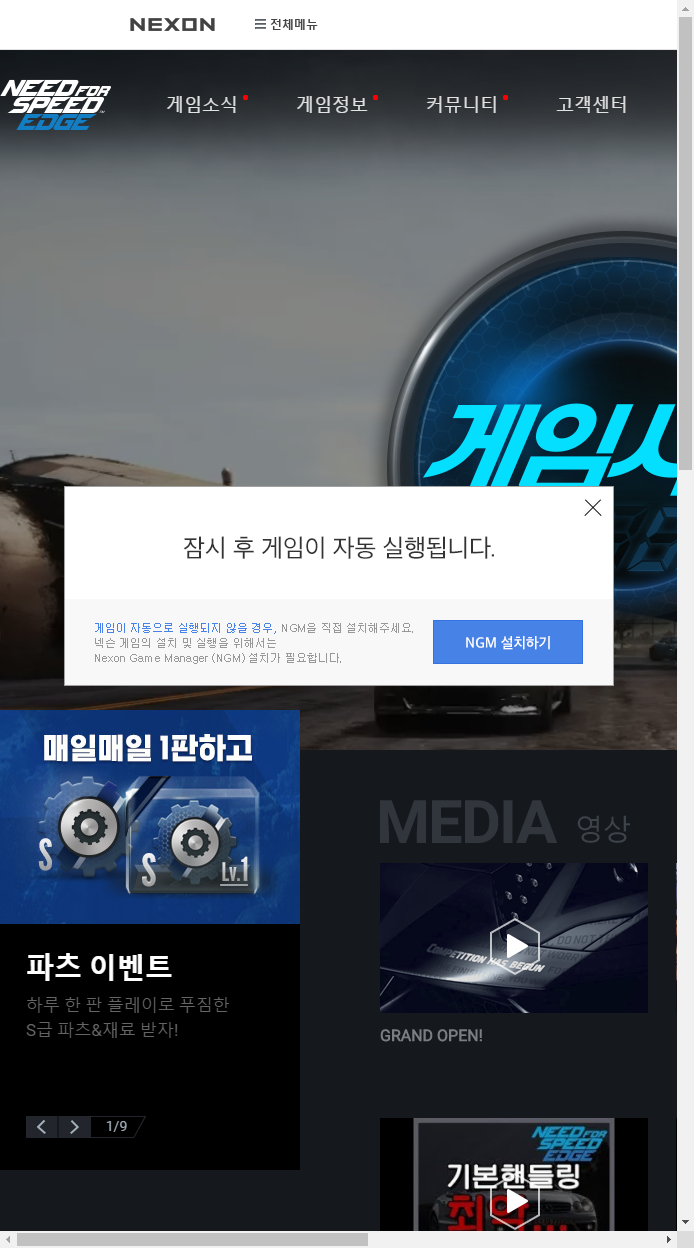 NEXON
전체메뉴
NEED FOR
SPEED
EDGE
게임소식
게임정보
커뮤니티
고객센터
게임시
잠시 후 게임이 자동 실행됩니다.
게임이 자동으로 실행되지 않을 경우, NGM을 직접 설치해주세요.
넥슨 게임의 설치 및 실행을 위해서는
Nexon Game Manager (NGM) 설치가 필요합니다.
NGM 설치하기
매일매일 1판하고
S
S
Lv.1
파츠 이벤트
하루 한 판 플레이로 푸짐한
S급 파츠&재료 받자!
1/9
MEDIA 영상
COMPETITION HAS BEGUN
GRAND OPEN!
NEED FOR
SPEED
EDGE
기본핸들링
최악...